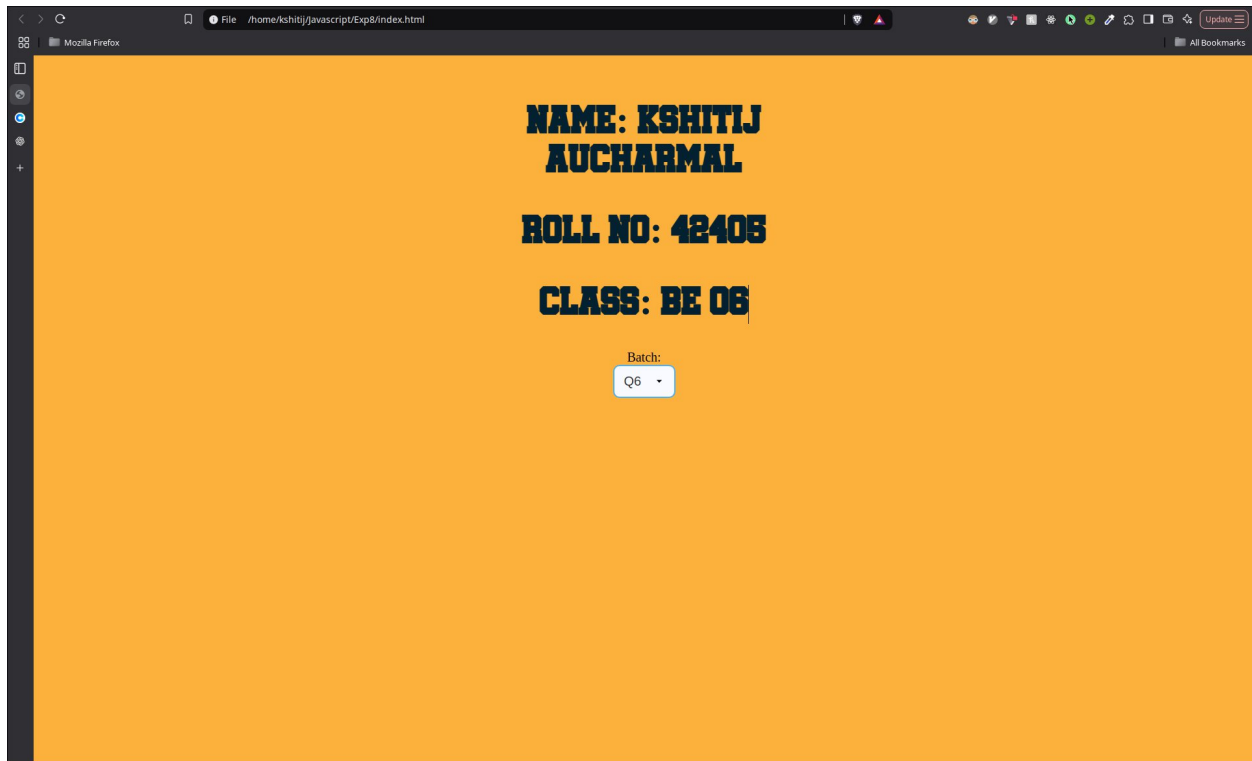 File /home/kshitij/Javascript/Exp8/index.html
Update
Mozilla Firefox
All Bookmarks
NAME: KSHITIJ
AUCHARMAL
ROLL NO: 42405
CLASS: BE 06
Batch:
Q6